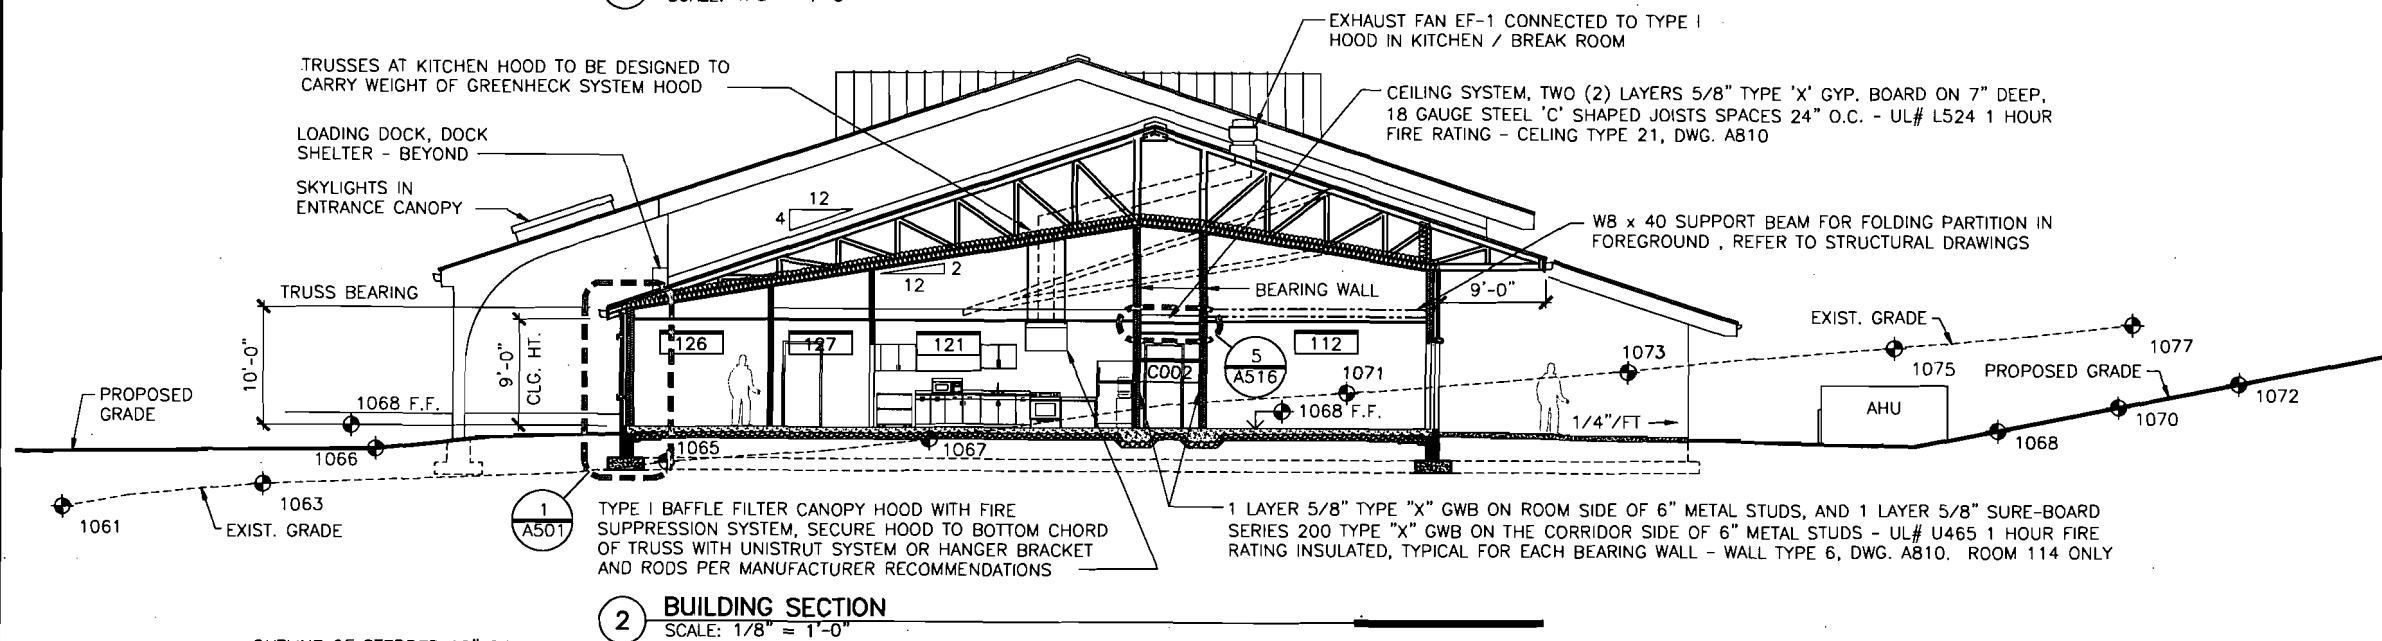 EXHAUST FAN EF-1 CONNECTED TO TYPE I
HOOD IN KITCHEN / BREAK ROOM
TRUSSES AT KITCHEN HOOD TO BE DESIGNED TO
CARRY WEIGHT OF GREENHECK SYSTEM HOOD
CEILING SYSTEM, TWO (2) LAYERS 5/8" TYPE 'X' GYP. BOARD ON 7" DEEP,
18 GAUGE STEEL 'C' SHAPED JOISTS SPACES 24" O.C. - UL# L524 1 HOUR
FIRE RATING - CELING TYPE 21, DWG. A810
LOADING DOCK, DOCK
SHELTER - BEYOND
SKYLIGHTS IN
ENTRANCE CANOPY
12
4
W8 x 40 SUPPORT BEAM FOR FOLDING PARTITION IN
FOREGROUND , REFER TO STRUCTURAL DRAWINGS
2
12
TRUSS BEARING
BEARING WALL
9'-0"
10'-0"
9'-0"
CLG. HT.
126
127
121
112
C002
5
A516
EXIST. GRADE
1077
1075
1073
1071
PROPOSED GRADE
1072
1070
1068
AHU
1/4"/FT
PROPOSED
GRADE
1068 F.F.
1068 F.F.
1066
1065
1067
1063
1061
EXIST. GRADE
1
A501
TYPE I BAFFLE FILTER CANOPY HOOD WITH FIRE
SUPPRESSION SYSTEM, SECURE HOOD TO BOTTOM CHORD
OF TRUSS WITH UNISTRUT SYSTEM OR HANGER BRACKET
AND RODS PER MANUFACTURER RECOMMENDATIONS
1 LAYER 5/8" TYPE "X" GWB ON ROOM SIDE OF 6" METAL STUDS, AND 1 LAYER 5/8" SURE-BOARD
SERIES 200 TYPE "X" GWB ON THE CORRIDOR SIDE OF 6" METAL STUDS - UL# U465 1 HOUR FIRE
RATING INSULATED, TYPICAL FOR EACH BEARING WALL - WALL TYPE 6, DWG. A810. ROOM 114 ONLY
2
BUILDING SECTION
SCALE: 1/8" = 1'-0"